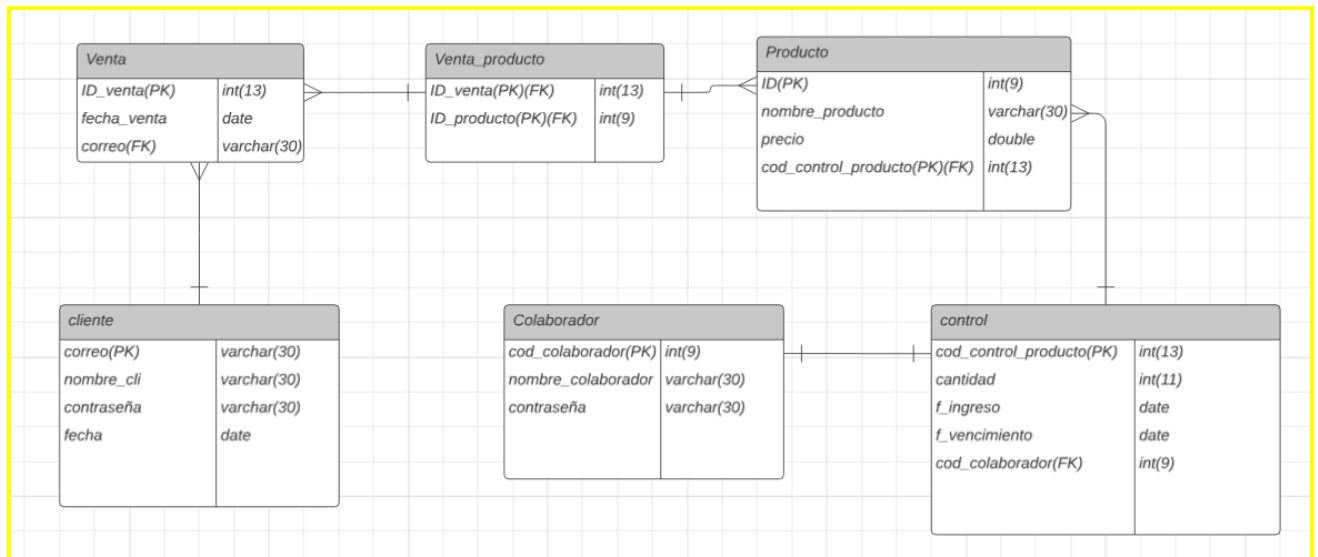 Venta
ID_venta(PK) int(13)
fecha_venta date
correo(FK) varchar(30)
Venta_producto
ID_venta(PK)(FK) int(13)
ID_producto(PK)(FK) int(9)
Producto
ID(PK) int(9)
nombre_producto varchar(30)
precio double
cod_control_producto(PK)(FK) int(13)
cliente
correo(PK) varchar(30)
nombre_cli varchar(30)
contraseña varchar(30)
fecha date
Colaborador
cod_colaborador(PK) int(9)
nombre_colaborador varchar(30)
contraseña varchar(30)
control
cod_control_producto(PK) int(13)
cantidad int(11)
f_ingreso date
f_vencimiento date
cod_colaborador(FK) int(9)